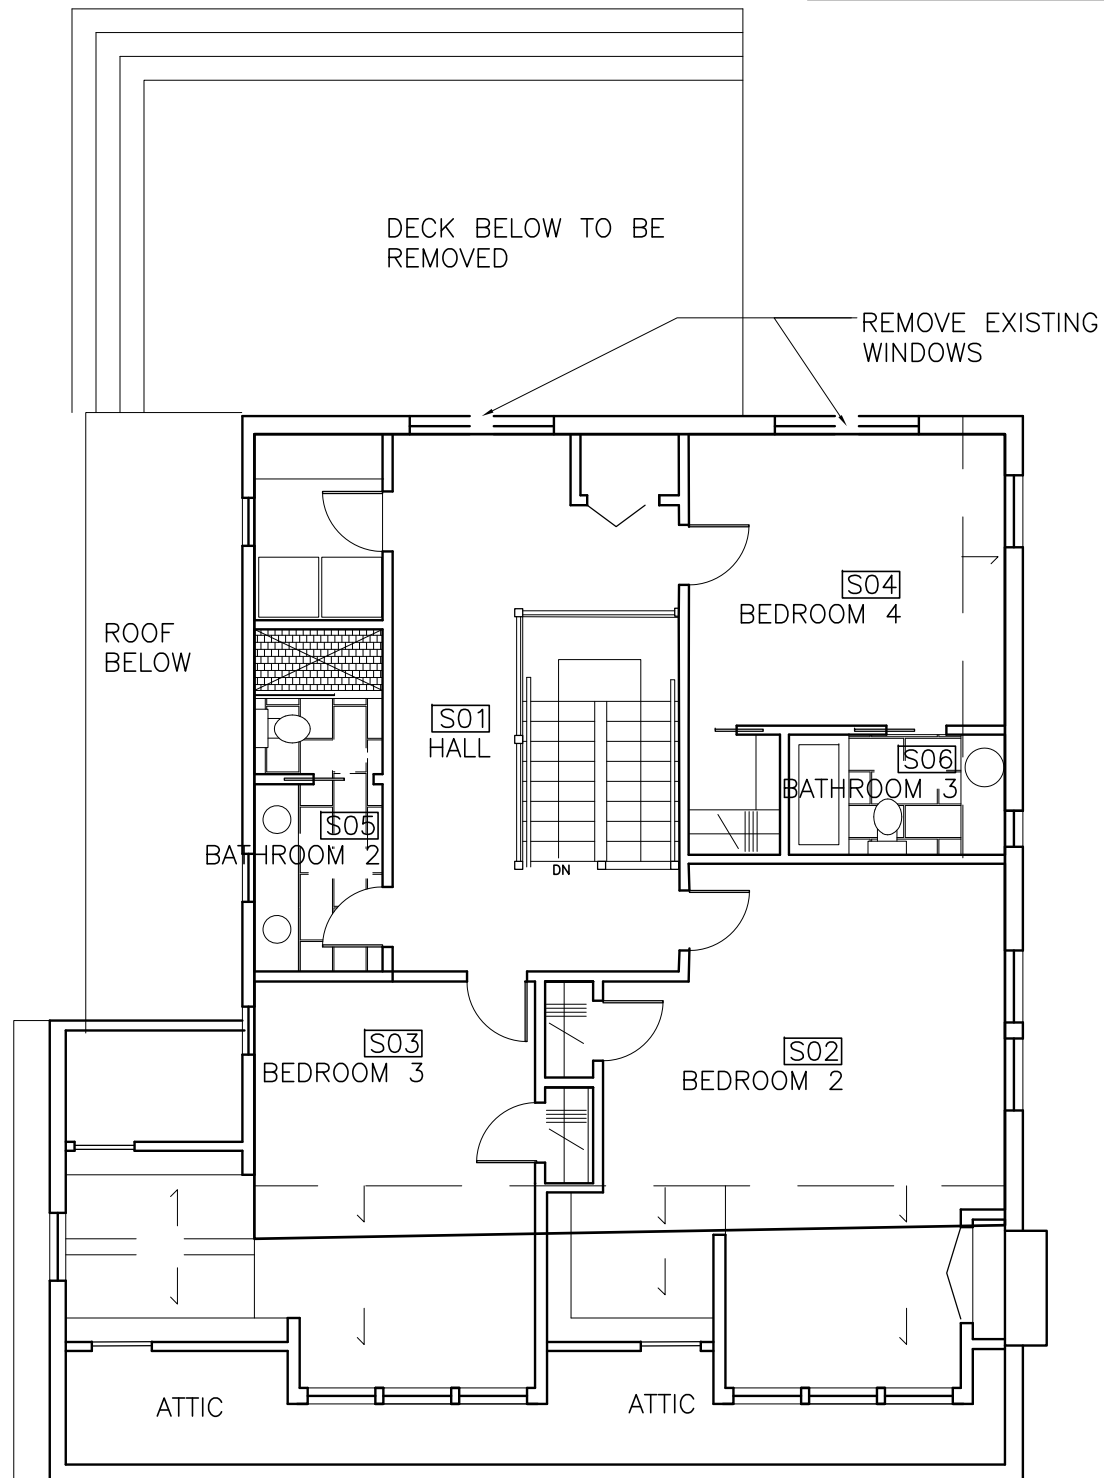 DECK BELOW TO BE
REMOVED
REMOVE EXISTING
WINDOWS
S04
BEDROOM 4
ROOF
BELOW
S01
HALL
S06
BATHROOM 3
S05
BATHROOM 2
DN
S03
BEDROOM 3
S02
BEDROOM 2
ATTIC
ATTIC